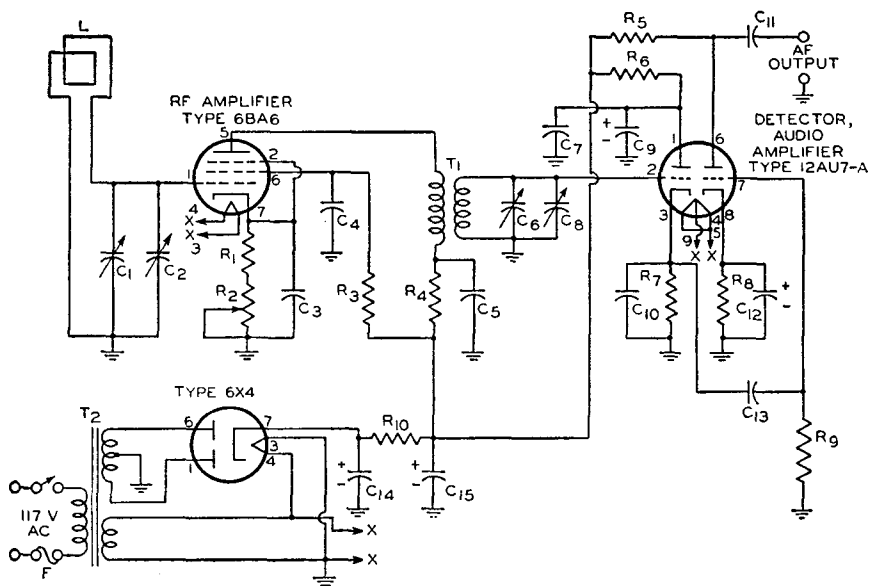 L
RF AMPLIFIER
TYPE 6BA6
5
1
2
6
4
X
X
3
7
C1
C2
R1
R2
C3
C4
R3
R4
C5
T1
C6
C8
R5
R6
C7
+
-
C9
C11
AF
OUTPUT
DETECTOR,
AUDIO
AMPLIFIER
TYPE 12AU7-A
1
6
2
7
3
4
8
9
5
X
X
R7
C10
R8
C12
+
-
C13
R9
TYPE 6X4
T2
6
1
7
3
4
R10
+
-
C14
+
-
C15
X
X
117 V
AC
F